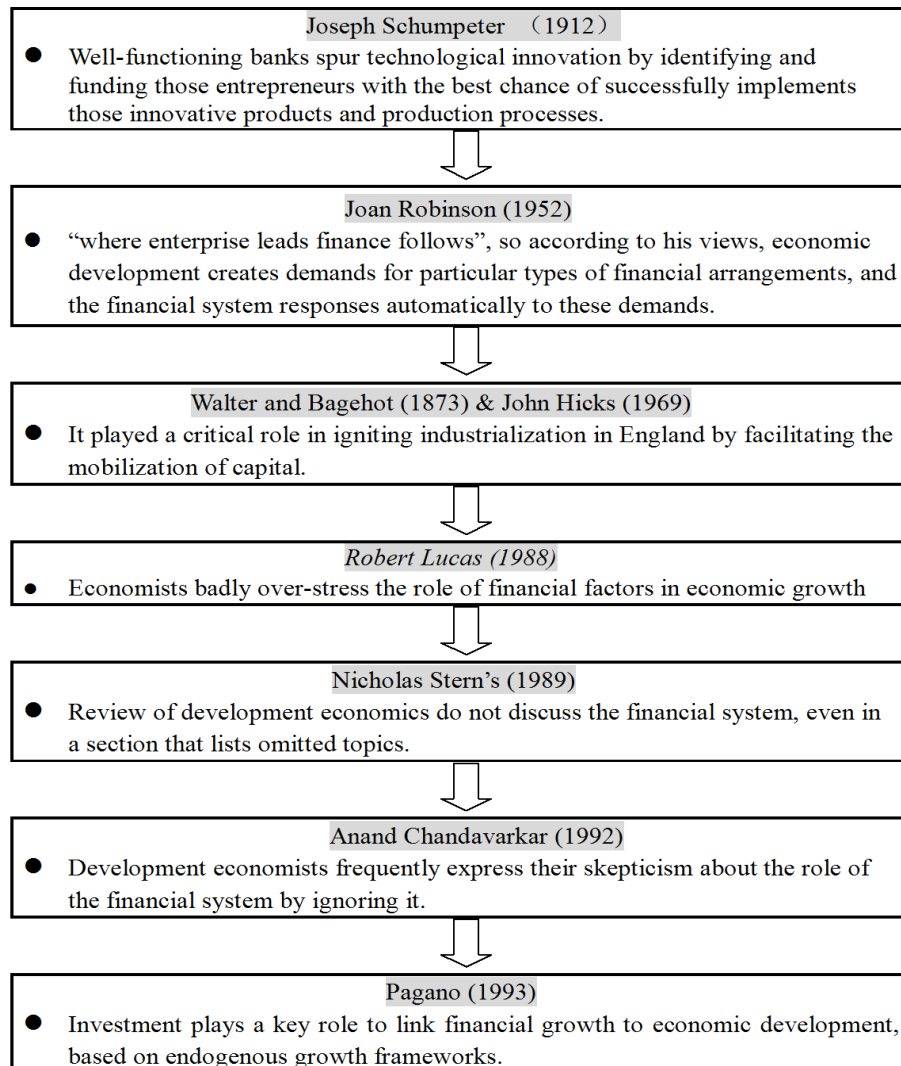 Joseph Schumpeter （1912）
● Well-functioning banks spur technological innovation by identifying and
funding those entrepreneurs with the best chance of successfully implements
those innovative products and production processes.
Joan Robinson (1952)
● “where enterprise leads finance follows”, so according to his views, economic
development creates demands for particular types of financial arrangements, and
the financial system responses automatically to these demands.
Walter and Bagehot (1873) & John Hicks (1969)
● It played a critical role in igniting industrialization in England by facilitating the
mobilization of capital.
Robert Lucas (1988)
● Economists badly over-stress the role of financial factors in economic growth
Nicholas Stern’s (1989)
● Review of development economics do not discuss the financial system, even in
a section that lists omitted topics.
Anand Chandavarkar (1992)
● Development economists frequently express their skepticism about the role of
the financial system by ignoring it.
Pagano (1993)
● Investment plays a key role to link financial growth to economic development,
based on endogenous growth frameworks.